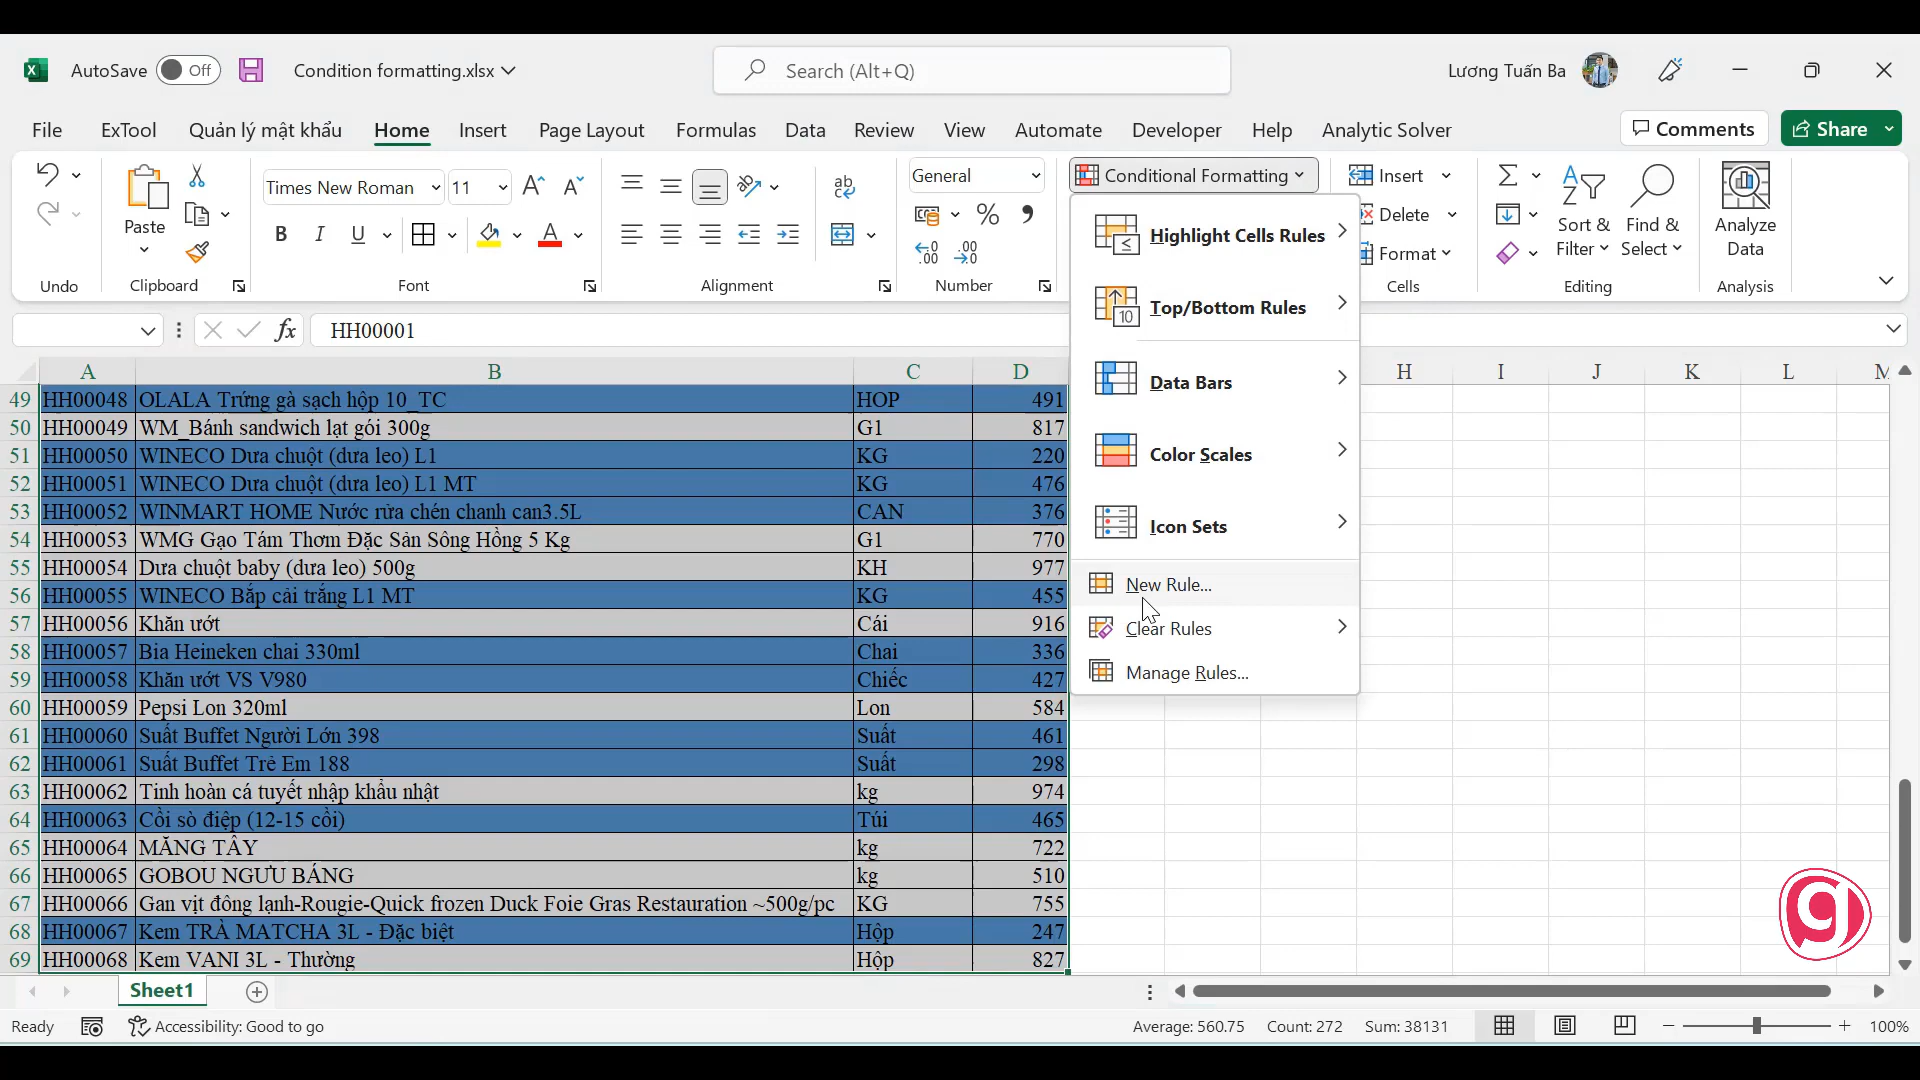 AutoSave Off Condition formatting.xlsx Search (Alt+Q) Lương Tuấn Ba
File ExTool Quản lý mật khẩu Home Insert Page Layout Formulas Data Review View Automate Developer Help Analytic Solver Comments Share
Times New Roman 11 General Conditional Formatting Insert
Paste B I U Delete Sort & Filter Find & Select Analyze Data
Format
Undo Clipboard Font Alignment Number Cells Editing Analysis
Highlight Cells Rules
Top/Bottom Rules
Data Bars
Color Scales
Icon Sets
New Rule...
Clear Rules
Manage Rules...
fx HH00001
A B C D H I J K L M
49 HH00048 OLALA Trứng gà sạch hộp 10_TC HOP 491
50 HH00049 WM_Bánh sandwich lạt gói 300g G1 817
51 HH00050 WINECO Dưa chuột (dưa leo) L1 KG 220
52 HH00051 WINECO Dưa chuột (dưa leo) L1 MT KG 476
53 HH00052 WINMART HOME Nước rửa chén chanh can3.5L CAN 376
54 HH00053 WMG Gạo Tám Thơm Đặc Sản Sông Hồng 5 Kg G1 770
55 HH00054 Dưa chuột baby (dưa leo) 500g KH 977
56 HH00055 WINECO Bắp cải trắng L1 MT KG 455
57 HH00056 Khăn ướt Cái 916
58 HH00057 Bia Heineken chai 330ml Chai 336
59 HH00058 Khăn ướt VS V980 Chiếc 427
60 HH00059 Pepsi Lon 320ml Lon 584
61 HH00060 Suất Buffet Người Lớn 398 Suất 461
62 HH00061 Suất Buffet Trẻ Em 188 Suất 298
63 HH00062 Tinh hoàn cá tuyết nhập khẩu nhật kg 974
64 HH00063 Cồi sò điệp (12-15 cồi) Túi 465
65 HH00064 MĂNG TÂY kg 722
66 HH00065 GOBOU NGƯU BÁNG kg 510
67 HH00066 Gan vịt đông lạnh-Rougie-Quick frozen Duck Foie Gras Restauration ~500g/pc KG 755
68 HH00067 Kem TRÀ MATCHA 3L - Đặc biệt Hộp 247
69 HH00068 Kem VANI 3L - Thường Hộp 827
Sheet1
Ready Accessibility: Good to go Average: 560.75 Count: 272 Sum: 38131 100%